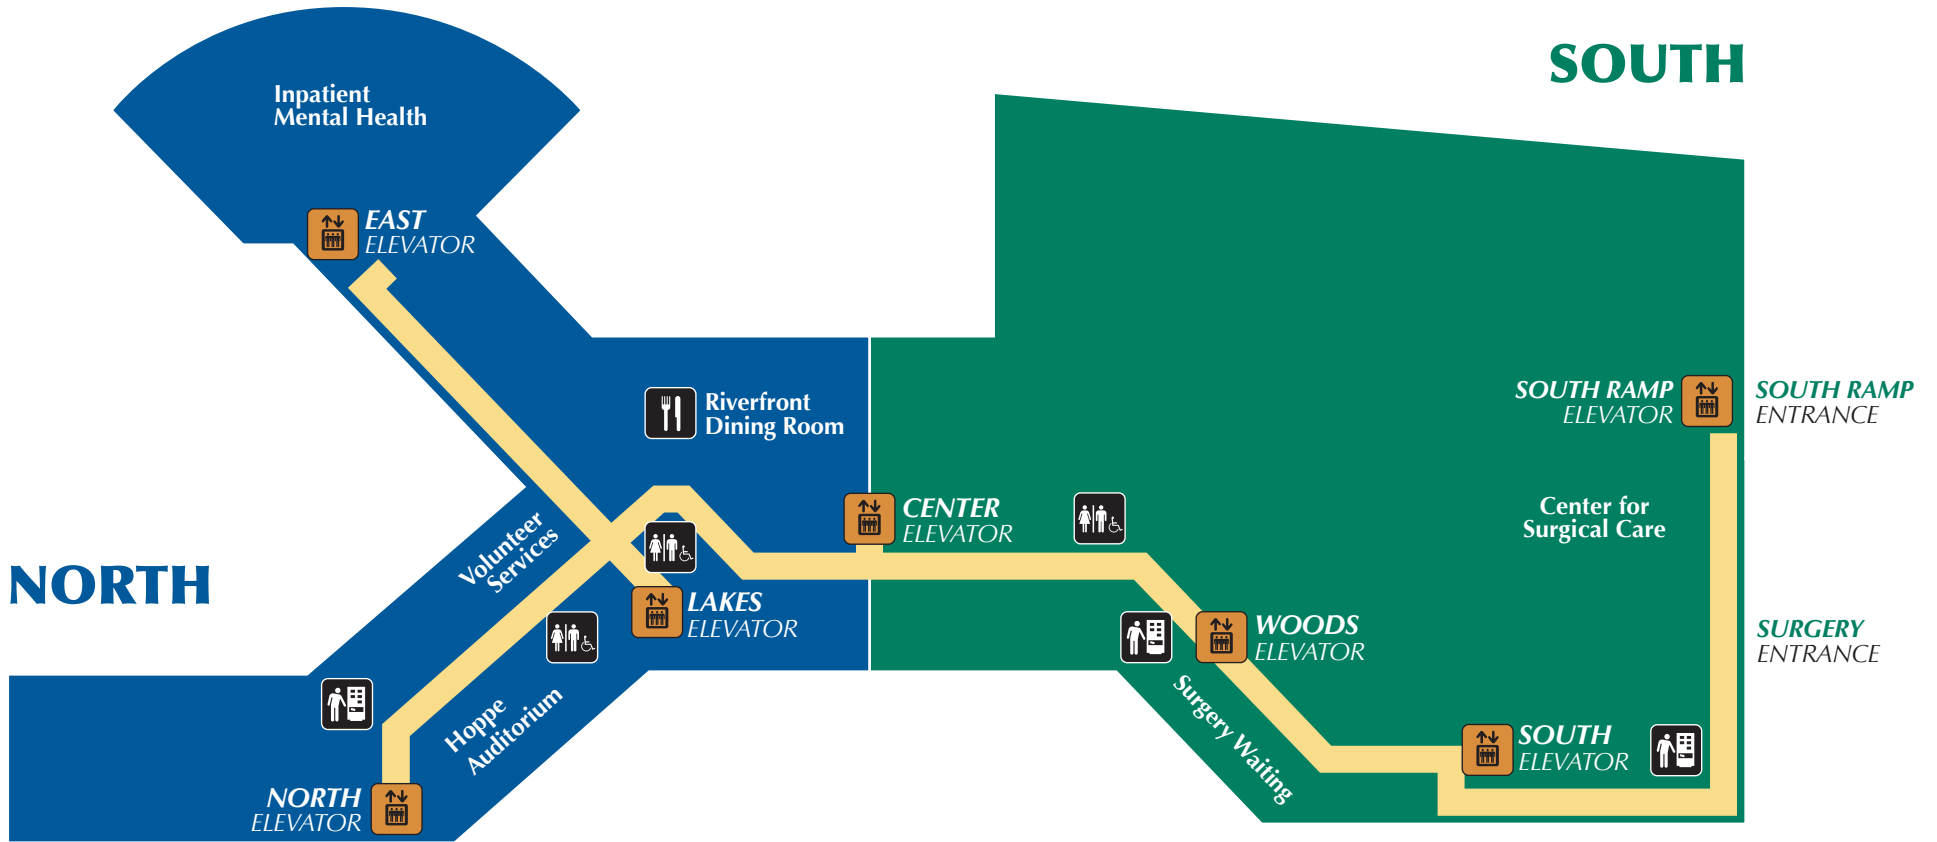 SOUTH
Inpatient
Mental Health
EAST
ELEVATOR
Riverfront
Dining Room
SOUTH RAMP
ELEVATOR
SOUTH RAMP
ENTRANCE
CENTER
ELEVATOR
Center for
Surgical Care
Volunteer
Services
NORTH
LAKES
ELEVATOR
WOODS
ELEVATOR
SURGERY
ENTRANCE
Hoppe
Auditorium
Surgery Waiting
SOUTH
ELEVATOR
NORTH
ELEVATOR